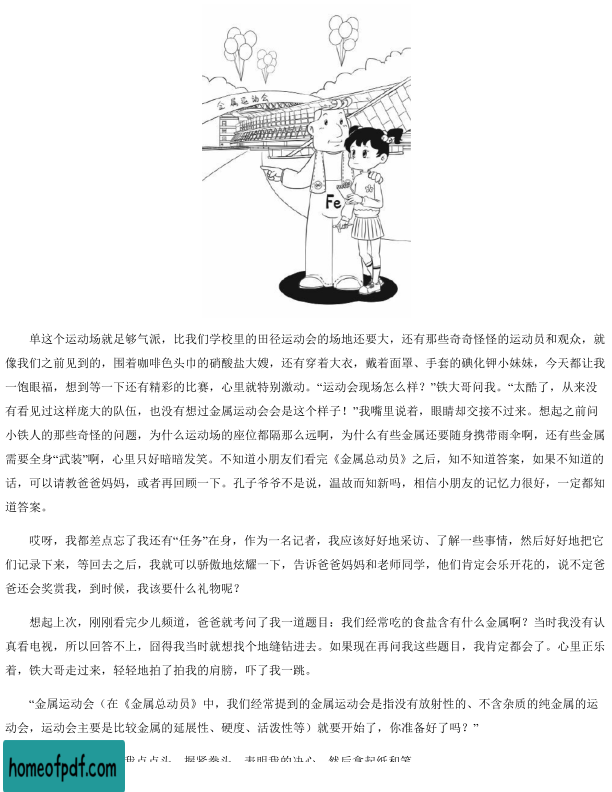 金属运动会
Fe
单这个运动场就足够气派，比我们学校里的田径运动会的场地还要大，还有那些奇奇怪怪的运动员和观众，就
像我们之前见到的，围着咖啡色头巾的硝酸盐大嫂，还有穿着大衣，戴着面罩、手套的碘化钾小妹妹，今天都让我
一饱眼福，想到等一下还有精彩的比赛，心里就特别激动。“运动会现场怎么样？”铁大哥问我。“太酷了，从来没
有看见过这样庞大的队伍，也没有想过金属运动会会是这个样子！”我嘴里说着，眼睛却交接不过来。想起之前问
小铁人的那些奇怪的问题，为什么运动场的座位都隔那么远啊，为什么有些金属还要随身携带雨伞啊，还有些金属
需要全身“武装”啊，心里只好暗暗发笑。不知道小朋友们看完《金属总动员》之后，知不知道答案，如果不知道的
话，可以请教爸爸妈妈，或者再回顾一下。孔子爷爷不是说，温故而知新吗，相信小朋友的记忆力很好，一定都知
道答案。
哎呀，我都差点忘了我还有“任务”在身，作为一名记者，我应该好好地采访、了解一些事情，然后好好地把它
们记录下来，等回去之后，我就可以骄傲地炫耀一下，告诉爸爸妈妈和老师同学，他们肯定会乐开花的，说不定爸
爸还会奖赏我，到时候，我该要什么礼物呢？
想起上次，刚刚看完少儿频道，爸爸就考问了我一道题目：我们经常吃的食盐含有什么金属啊？当时我没有认
真看电视，所以回答不上，囧得我当时就想找个地缝钻进去。如果现在再问我这些题目，我肯定都会了。心里正乐
着，铁大哥走过来，轻轻地拍了拍我的肩膀，吓了我一跳。
“金属运动会（在《金属总动员》中，我们经常提到的金属运动会是指没有放射性的、不含杂质的纯金属的运
动会，运动会主要是比较金属的延展性、硬度、活泼性等）就要开始了，你准备好了吗？”
我点点头，握紧拳头，表明我的决心，然后拿起纸和笔
homeofpdf.com